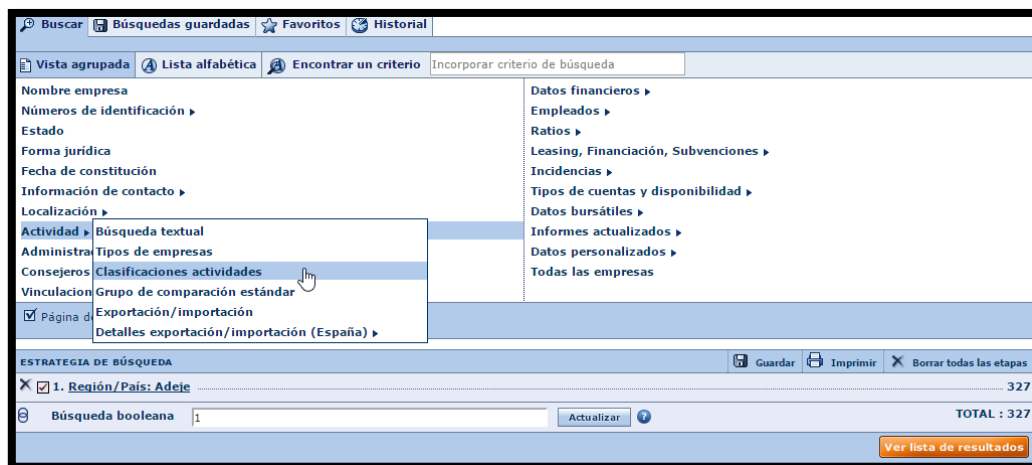 Buscar Búsquedas guardadas Favoritos Historial
Vista agrupada Lista alfabética Encontrar un criterio Incorporar criterio de búsqueda
Nombre empresa
Números de identificación
Estado
Forma jurídica
Fecha de constitución
Información de contacto
Localización
Actividad
Administra
Consejeros
Vinculacion
Página d
Búsqueda textual
Tipos de empresas
Clasificaciones actividades
Grupo de comparación estándar
Exportación/importación
Detalles exportación/importación (España)
Datos financieros
Empleados
Ratios
Leasing, Financiación, Subvenciones
Incidencias
Tipos de cuentas y disponibilidad
Datos bursátiles
Informes actualizados
Datos personalizados
Todas las empresas
ESTRATEGIA DE BÚSQUEDA Guardar Imprimir Borrar todas las etapas
1. Región/País: Adeje 327
Búsqueda booleana 1 Actualizar ? TOTAL : 327
Ver lista de resultados